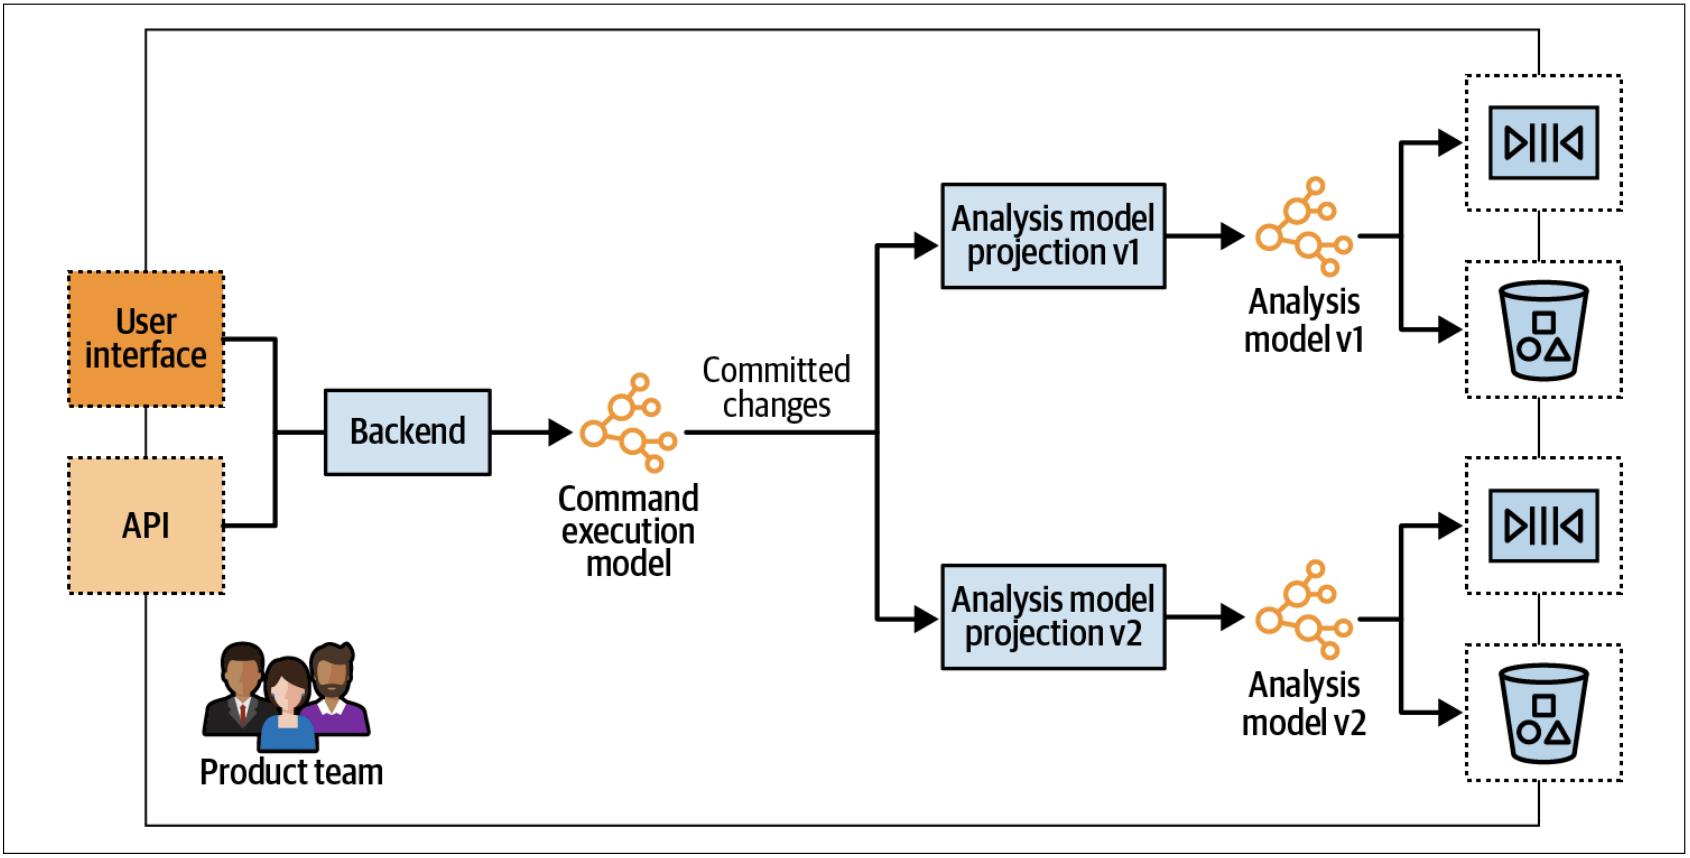 User
interface
API
Backend
Command
execution
model
Committed
changes
Analysis model
projection v1
Analysis
model v1
Analysis model
projection v2
Analysis
model v2
Product team